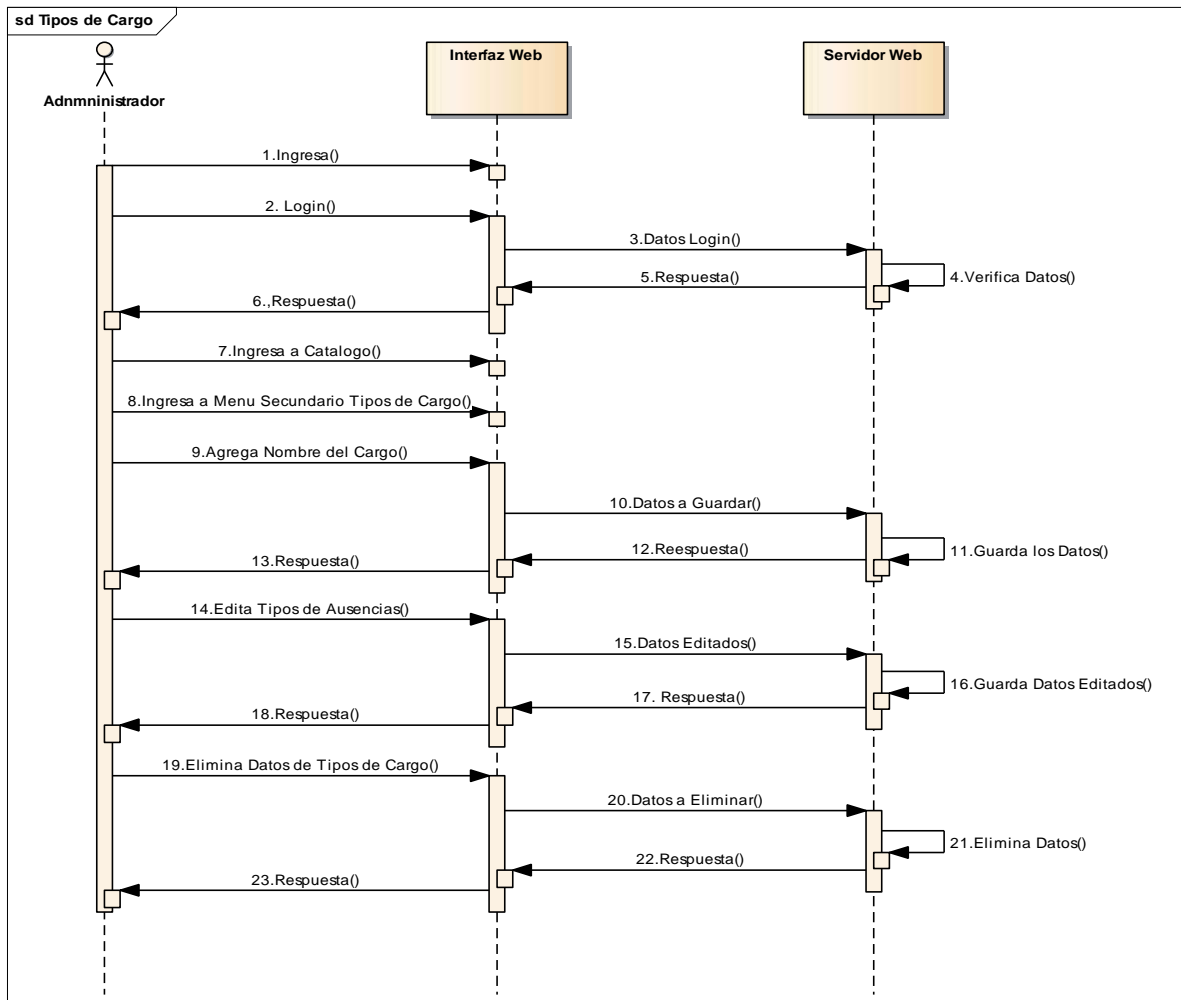 sd Tipos de Cargo
Adnmninistrador
Interfaz Web
Servidor Web
1.Ingresa()
2. Login()
3.Datos Login()
4.Verifica Datos()
5.Respuesta()
6.,Respuesta()
7.Ingresa a Catalogo()
8.Ingresa a Menu Secundario Tipos de Cargo()
9.Agrega Nombre del Cargo()
10.Datos a Guardar()
11.Guarda los Datos()
12.Reespuesta()
13.Respuesta()
14.Edita Tipos de Ausencias()
15.Datos Editados()
16.Guarda Datos Editados()
17. Respuesta()
18.Respuesta()
19.Elimina Datos de Tipos de Cargo()
20.Datos a Eliminar()
21.Elimina Datos()
22.Respuesta()
23.Respuesta()